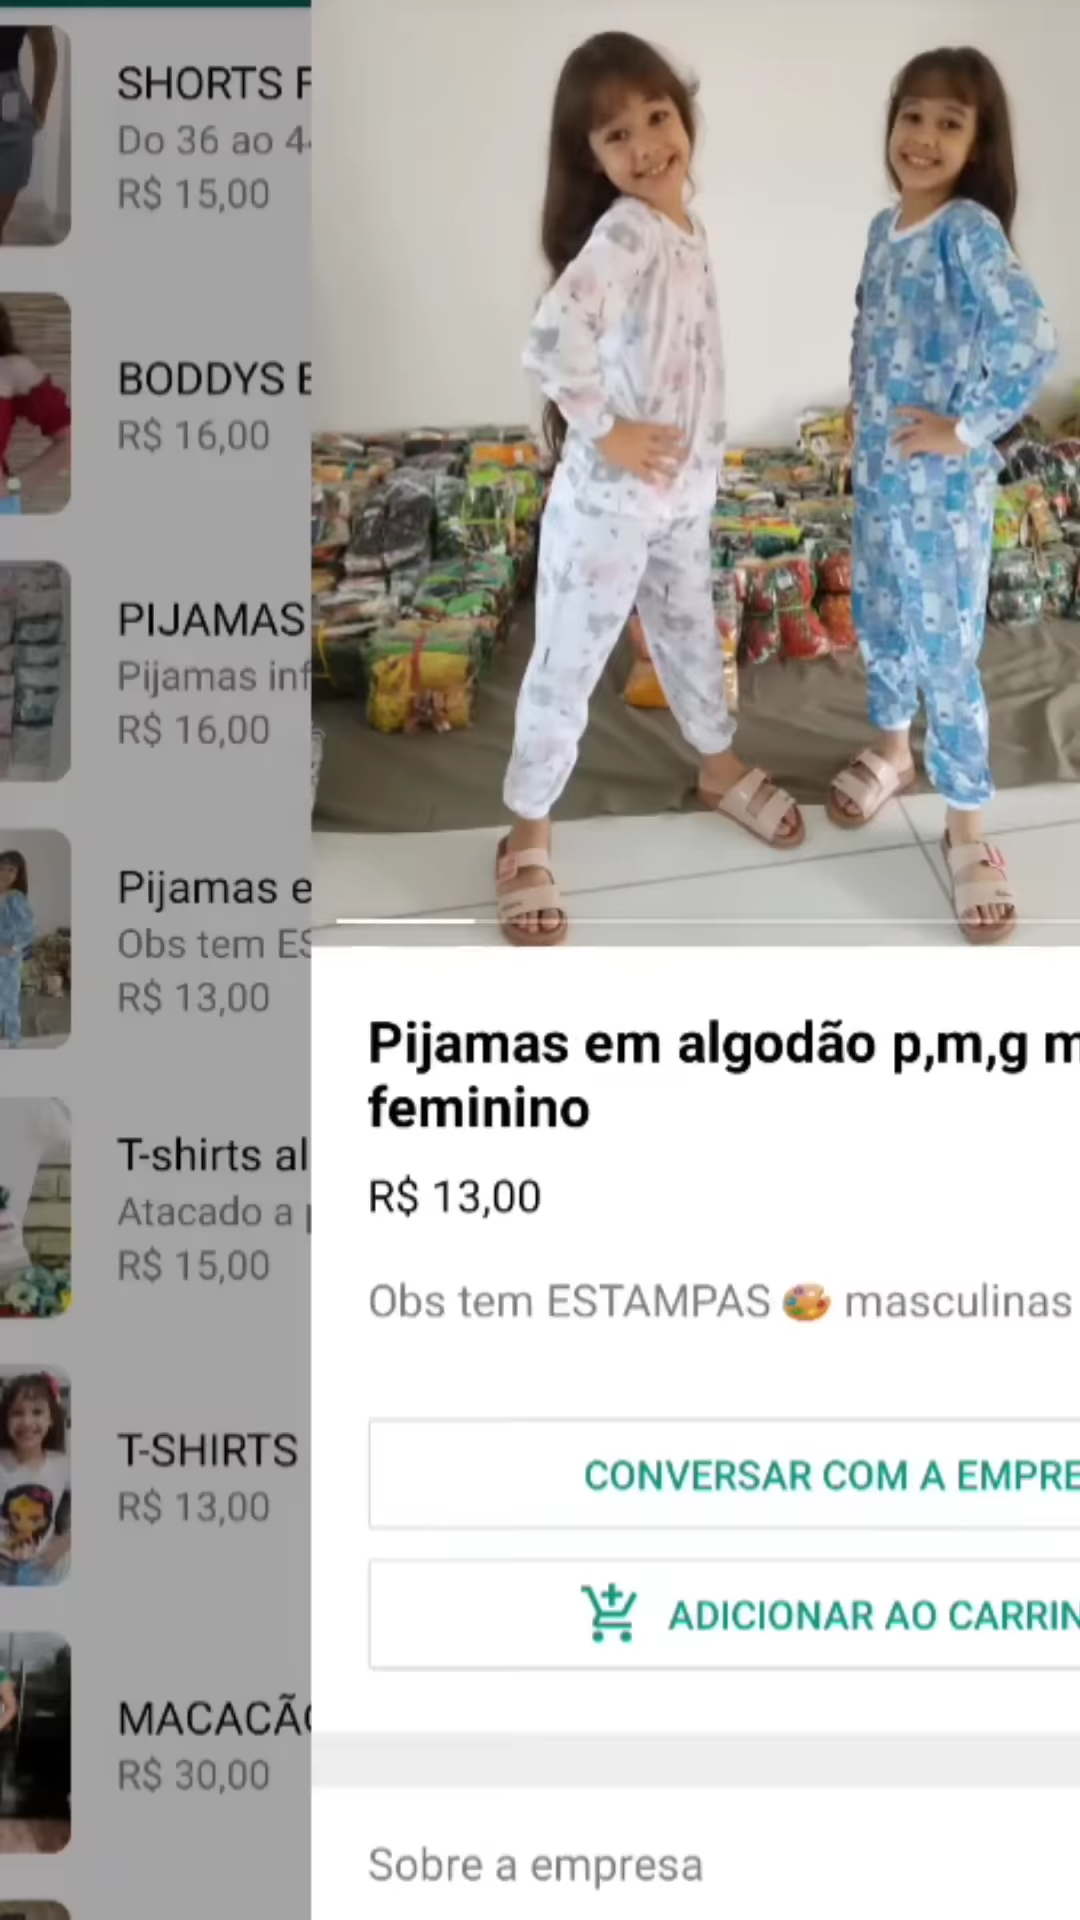 SHORTS F
Do 36 ao 4
R$ 15,00
BODDYS
R$ 16,00
PIJAMAS
Pijamas inf
R$ 16,00
Pijamas e
Obs tem ES
R$ 13,00
T-shirts al
Atacado a
R$ 15,00
T-SHIRTS
R$ 13,00
MACACÃO
R$ 30,00
Pijamas em algodão p,m,g m
feminino
R$ 13,00
Obs tem ESTAMPAS 🎨 masculinas
CONVERSAR COM A EMPRE
ADICIONAR AO CARRIN
Sobre a empresa